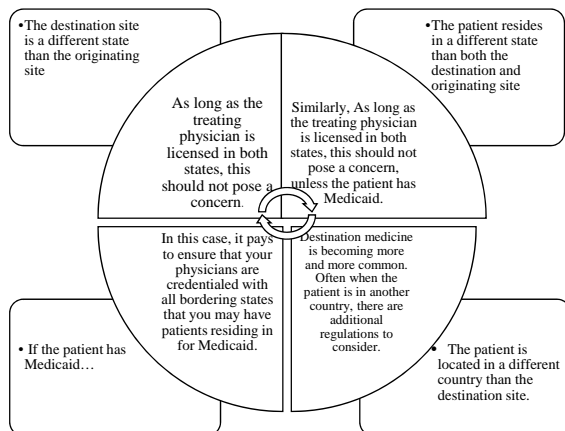 •The destination site
is a different state
than the originating
site
•The patient resides
in a different state
than both the
destination and
originating site
As long as the
treating
physician is
licensed in both
states, this
should not pose a
concern.
Similarly, As long as
the treating physician
is licensed in both
states, this should not
pose a concern,
unless the patient has
Medicaid.
In this case, it pays
to ensure that your
physicians are
credentialed with
all bordering states
that you may have
patients residing in
for Medicaid.
Destination medicine
is becoming more
and more common.
Often when the
patient is in another
country, there are
additional
regulations to
consider.
• If the patient has
Medicaid…
• The patient is
located in a different
country than the
destination site.